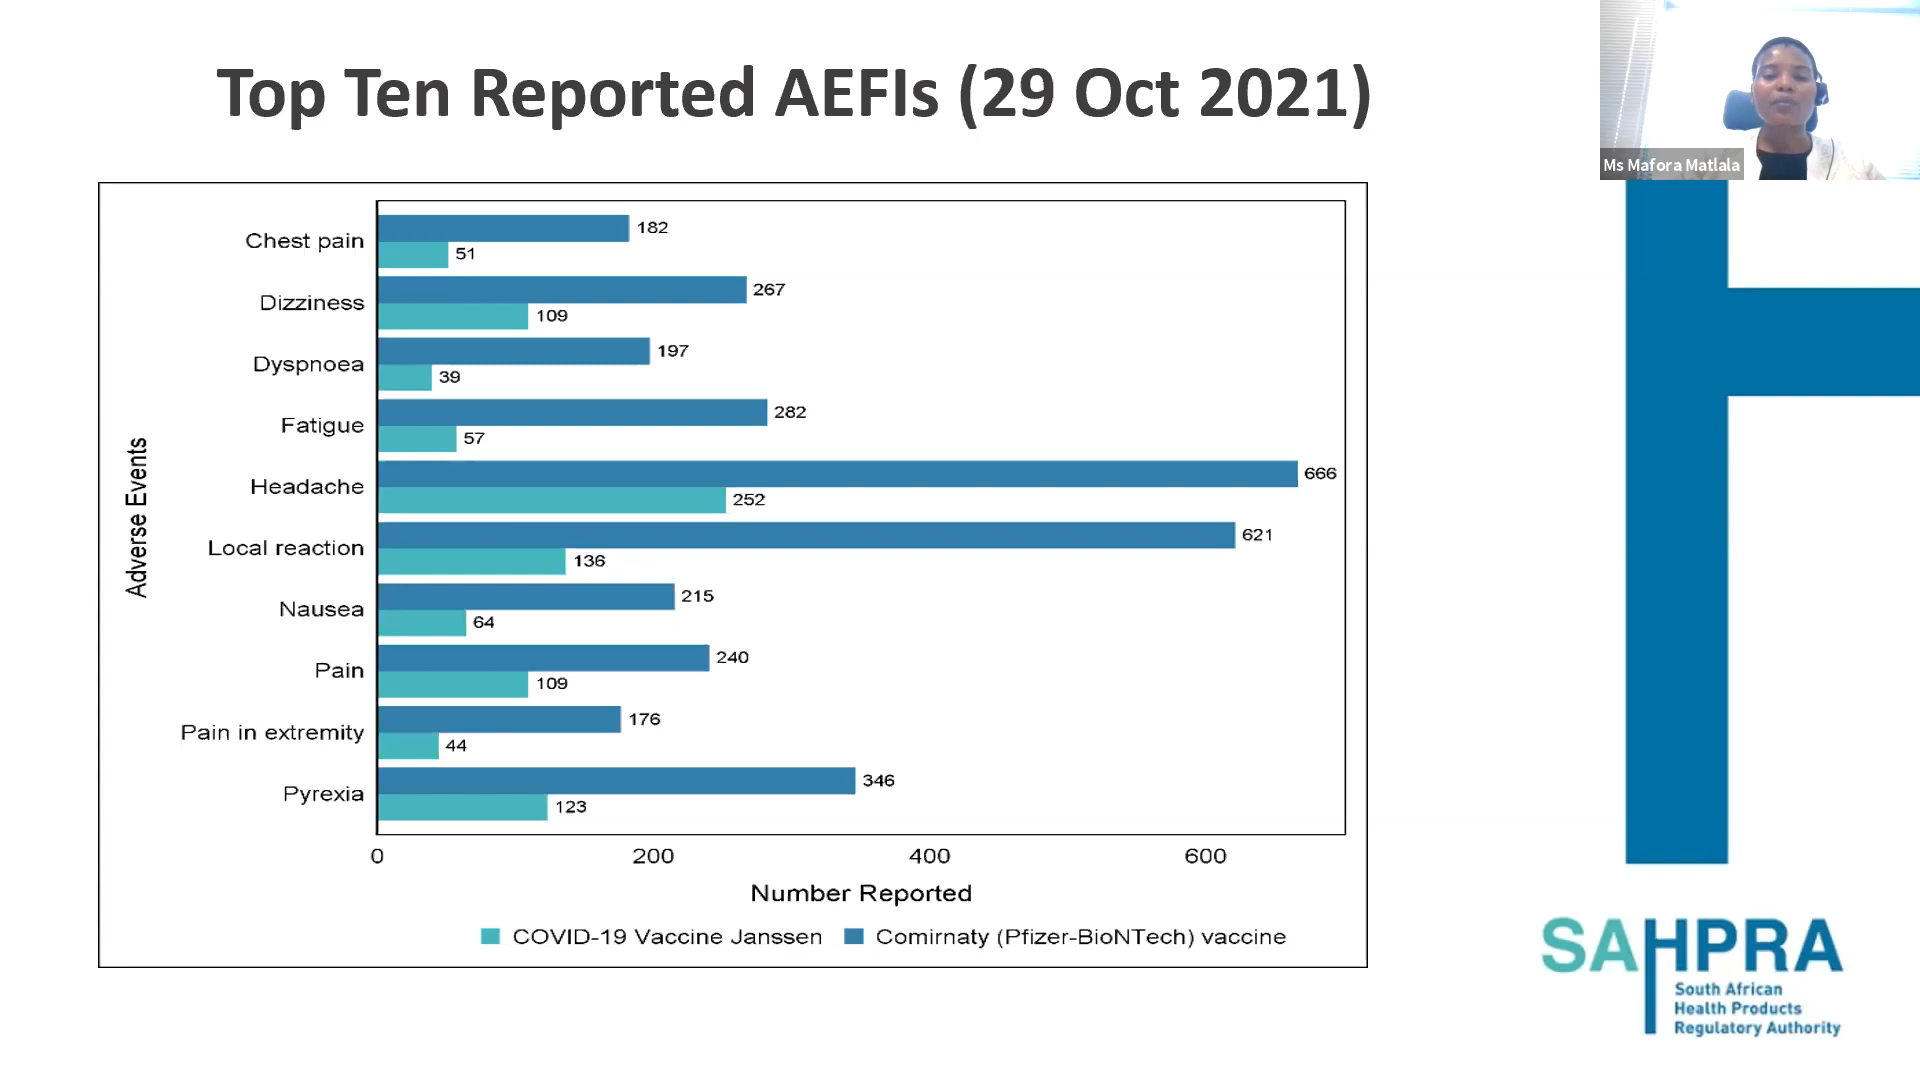 Top Ten Reported AEFIs (29 Oct 2021)
Ms Mafora Matlala
Adverse Events
Chest pain
182
51
Dizziness
267
109
Dyspnoea
197
39
Fatigue
282
57
Headache
666
252
Local reaction
621
136
Nausea
215
64
Pain
240
109
Pain in extremity
176
44
Pyrexia
346
123
0 200 400 600
Number Reported
COVID-19 Vaccine Janssen Comirnaty (Pfizer-BioNTech) vaccine
SAHPRA
South African
Health Products
Regulatory Authority